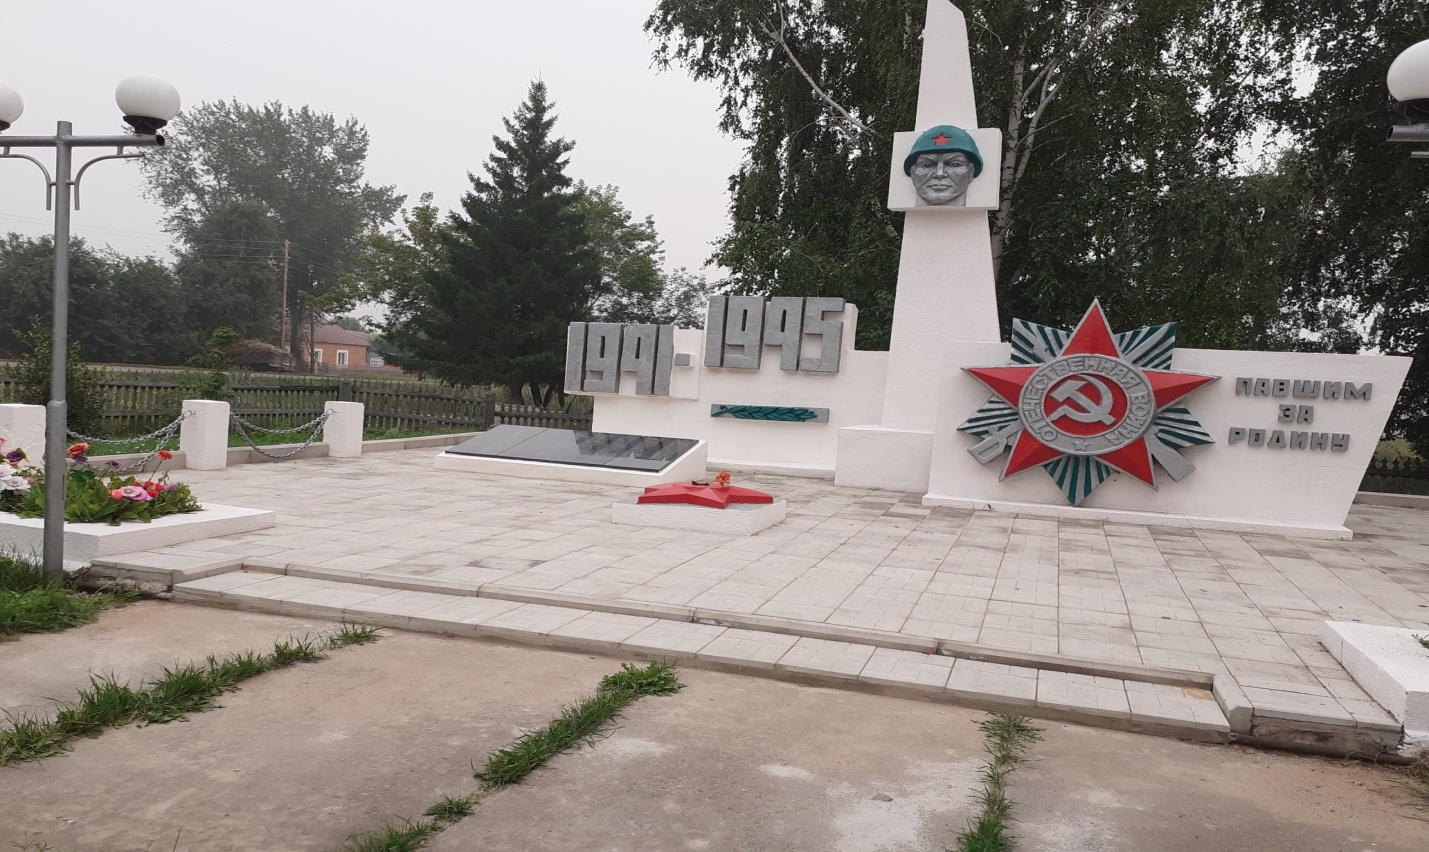 1941-1945
ОТЕЧЕСТВЕННАЯ ВОЙНА
ПАВШИМ
ЗА
РОДИНУ